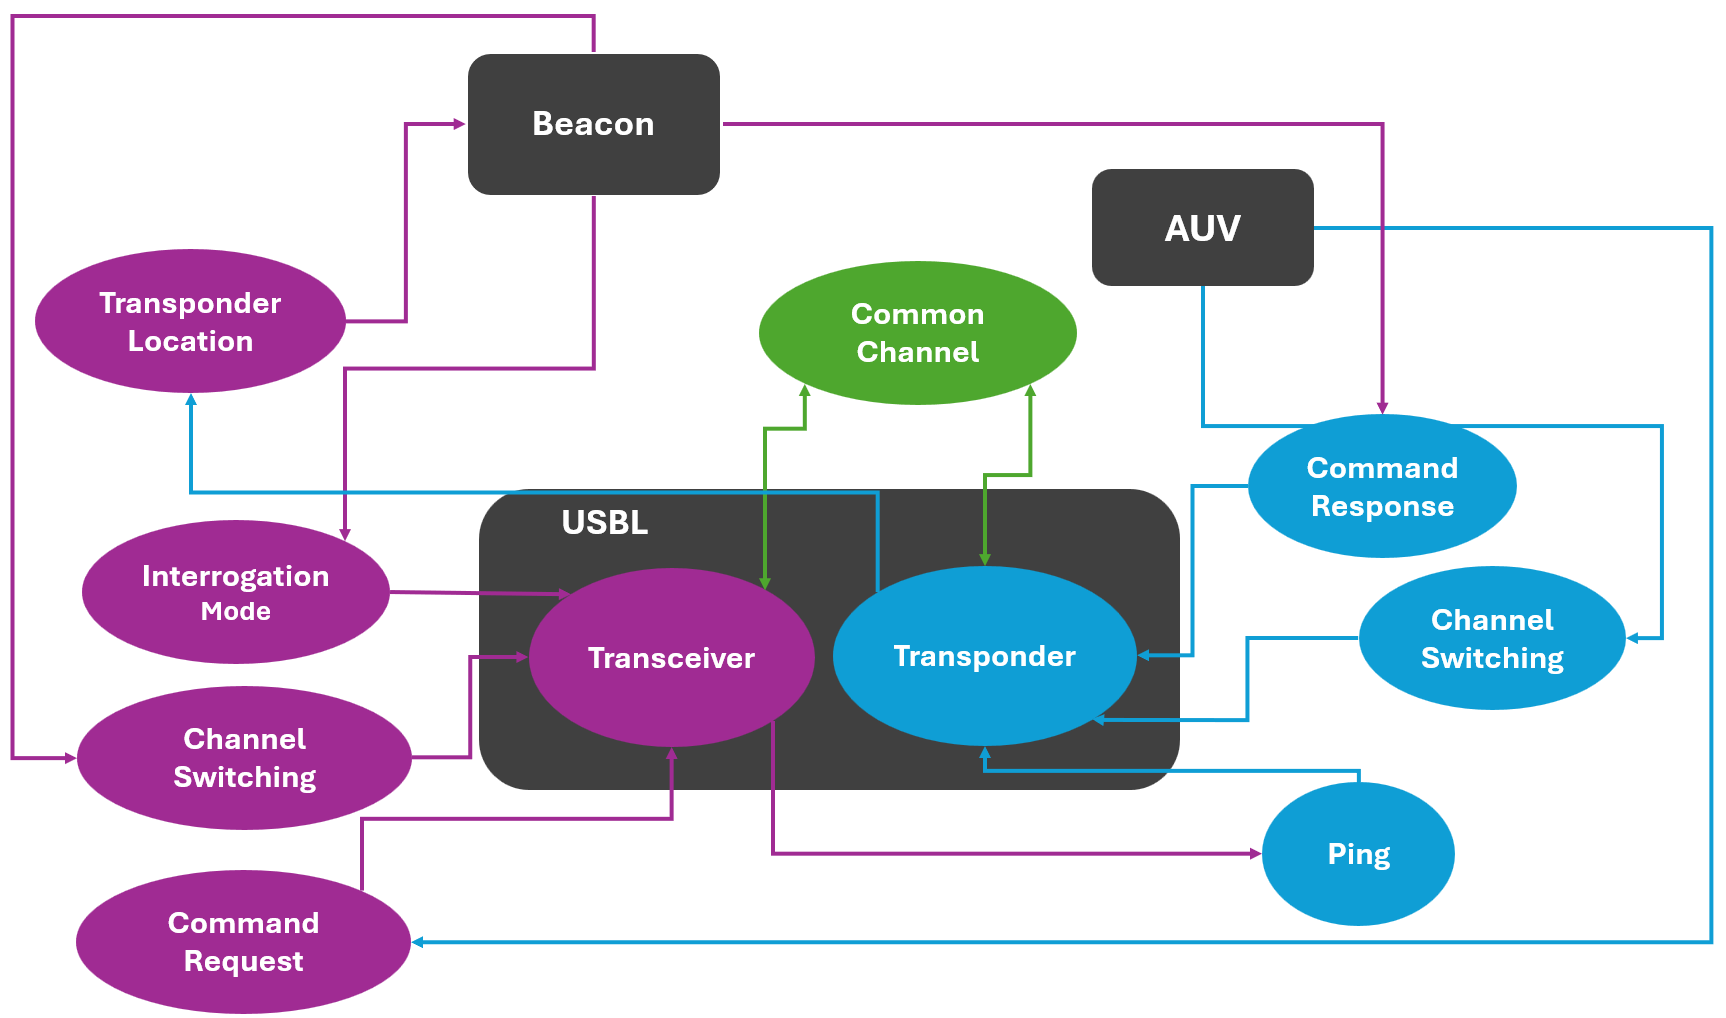 Beacon
AUV
Transponder
Location
Common
Channel
Command
Response
USBL
Interrogation
Mode
Transceiver
Transponder
Channel
Switching
Channel
Switching
Ping
Command
Request